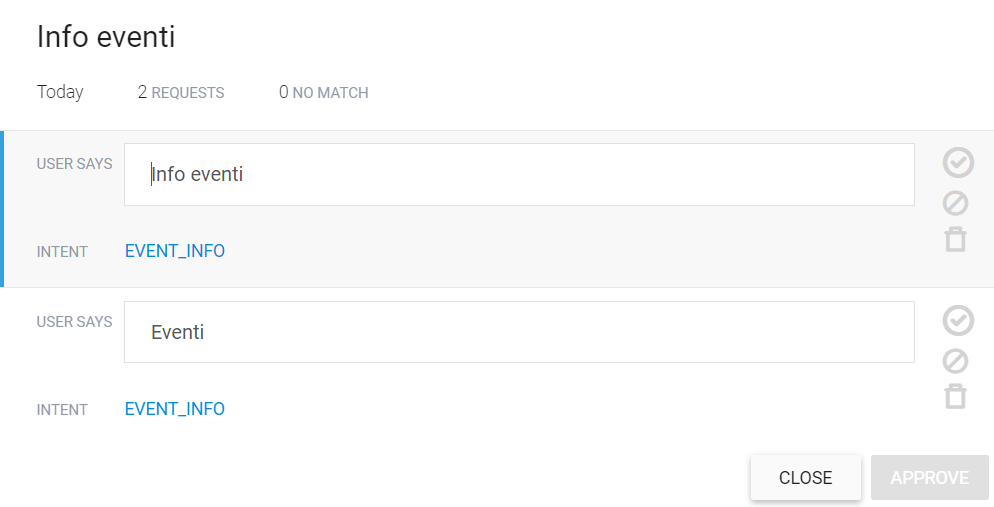 Info eventi
Today 2 REQUESTS 0 NO MATCH
USER SAYS Info eventi
INTENT EVENT_INFO
USER SAYS Eventi
INTENT EVENT_INFO
CLOSE APPROVE